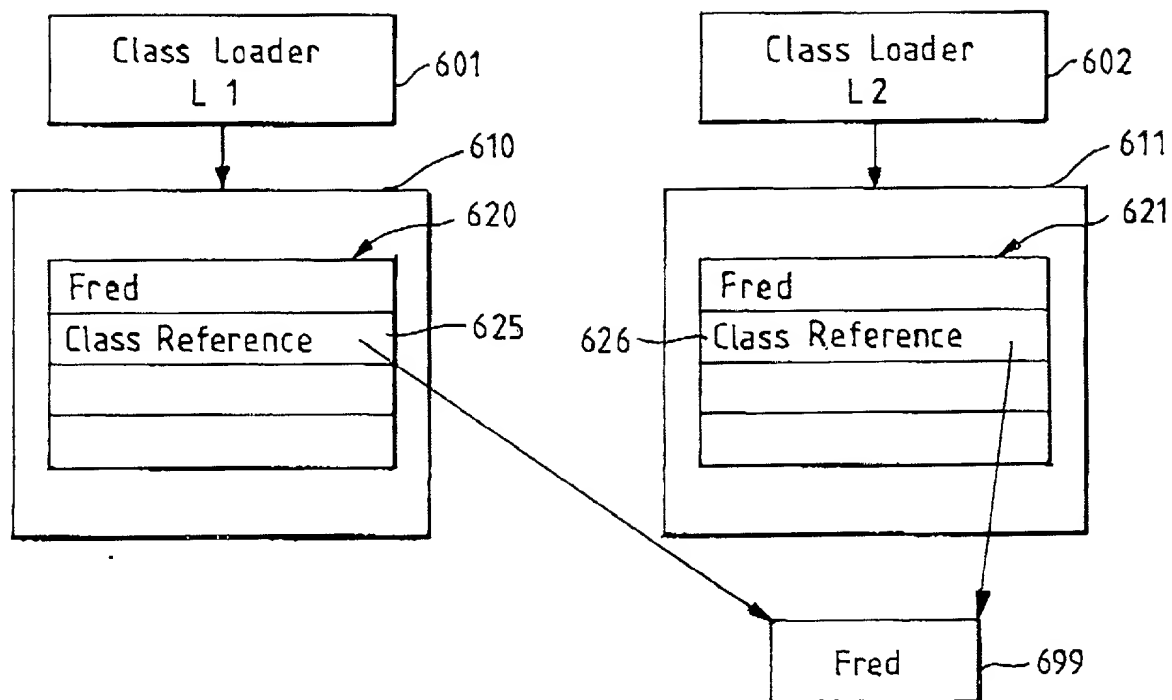 Class Loader
L 1
601
Class Loader
L 2
602
610
611
620
621
Fred
Class Reference
625
Fred
626
Class Reference
Fred
699